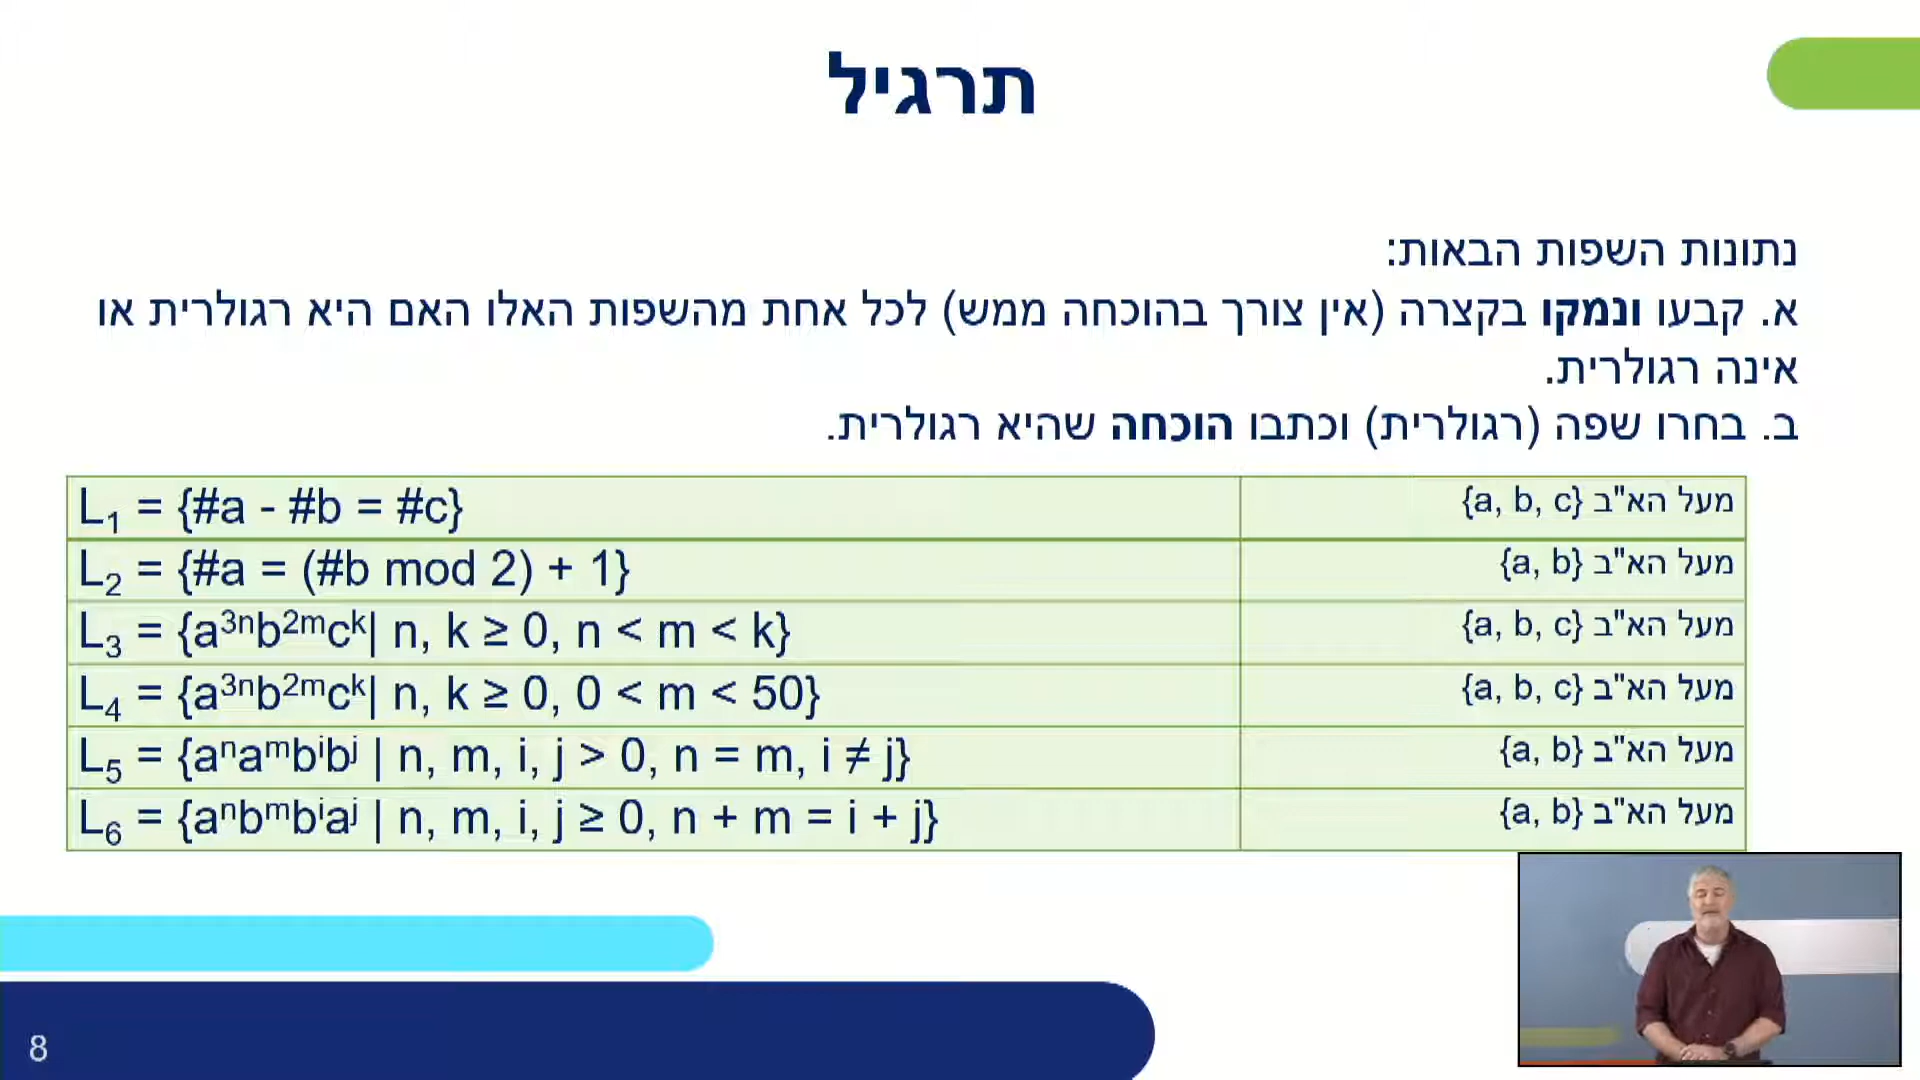 תרגיל
נתונות השפות הבאות:
א. קבעו ונמקו בקצרה (אין צורך בהוכחה ממש) לכל אחת מהשפות האלו האם היא רגולרית או
אינה רגולרית.
ב. בחרו שפה (רגולרית) וכתבו הוכחה שהיא רגולרית.
L₁ = {#a - #b = #c} מעל הא"ב {a, b, c}
L₂ = {#a = (#b mod 2) + 1} מעל הא"ב {a, b}
L₃ = {a³ⁿb²ᵐcᵏ| n, k ≥ 0, n < m < k} מעל הא"ב {a, b, c}
L₄ = {a³ⁿb²ᵐcᵏ| n, k ≥ 0, 0 < m < 50} מעל הא"ב {a, b, c}
L₅ = {aⁿaᵐbⁱbʲ | n, m, i, j > 0, n = m, i ≠ j} מעל הא"ב {a, b}
L₆ = {aⁿbᵐbⁱaʲ | n, m, i, j ≥ 0, n + m = i + j} מעל הא"ב {a, b}
8